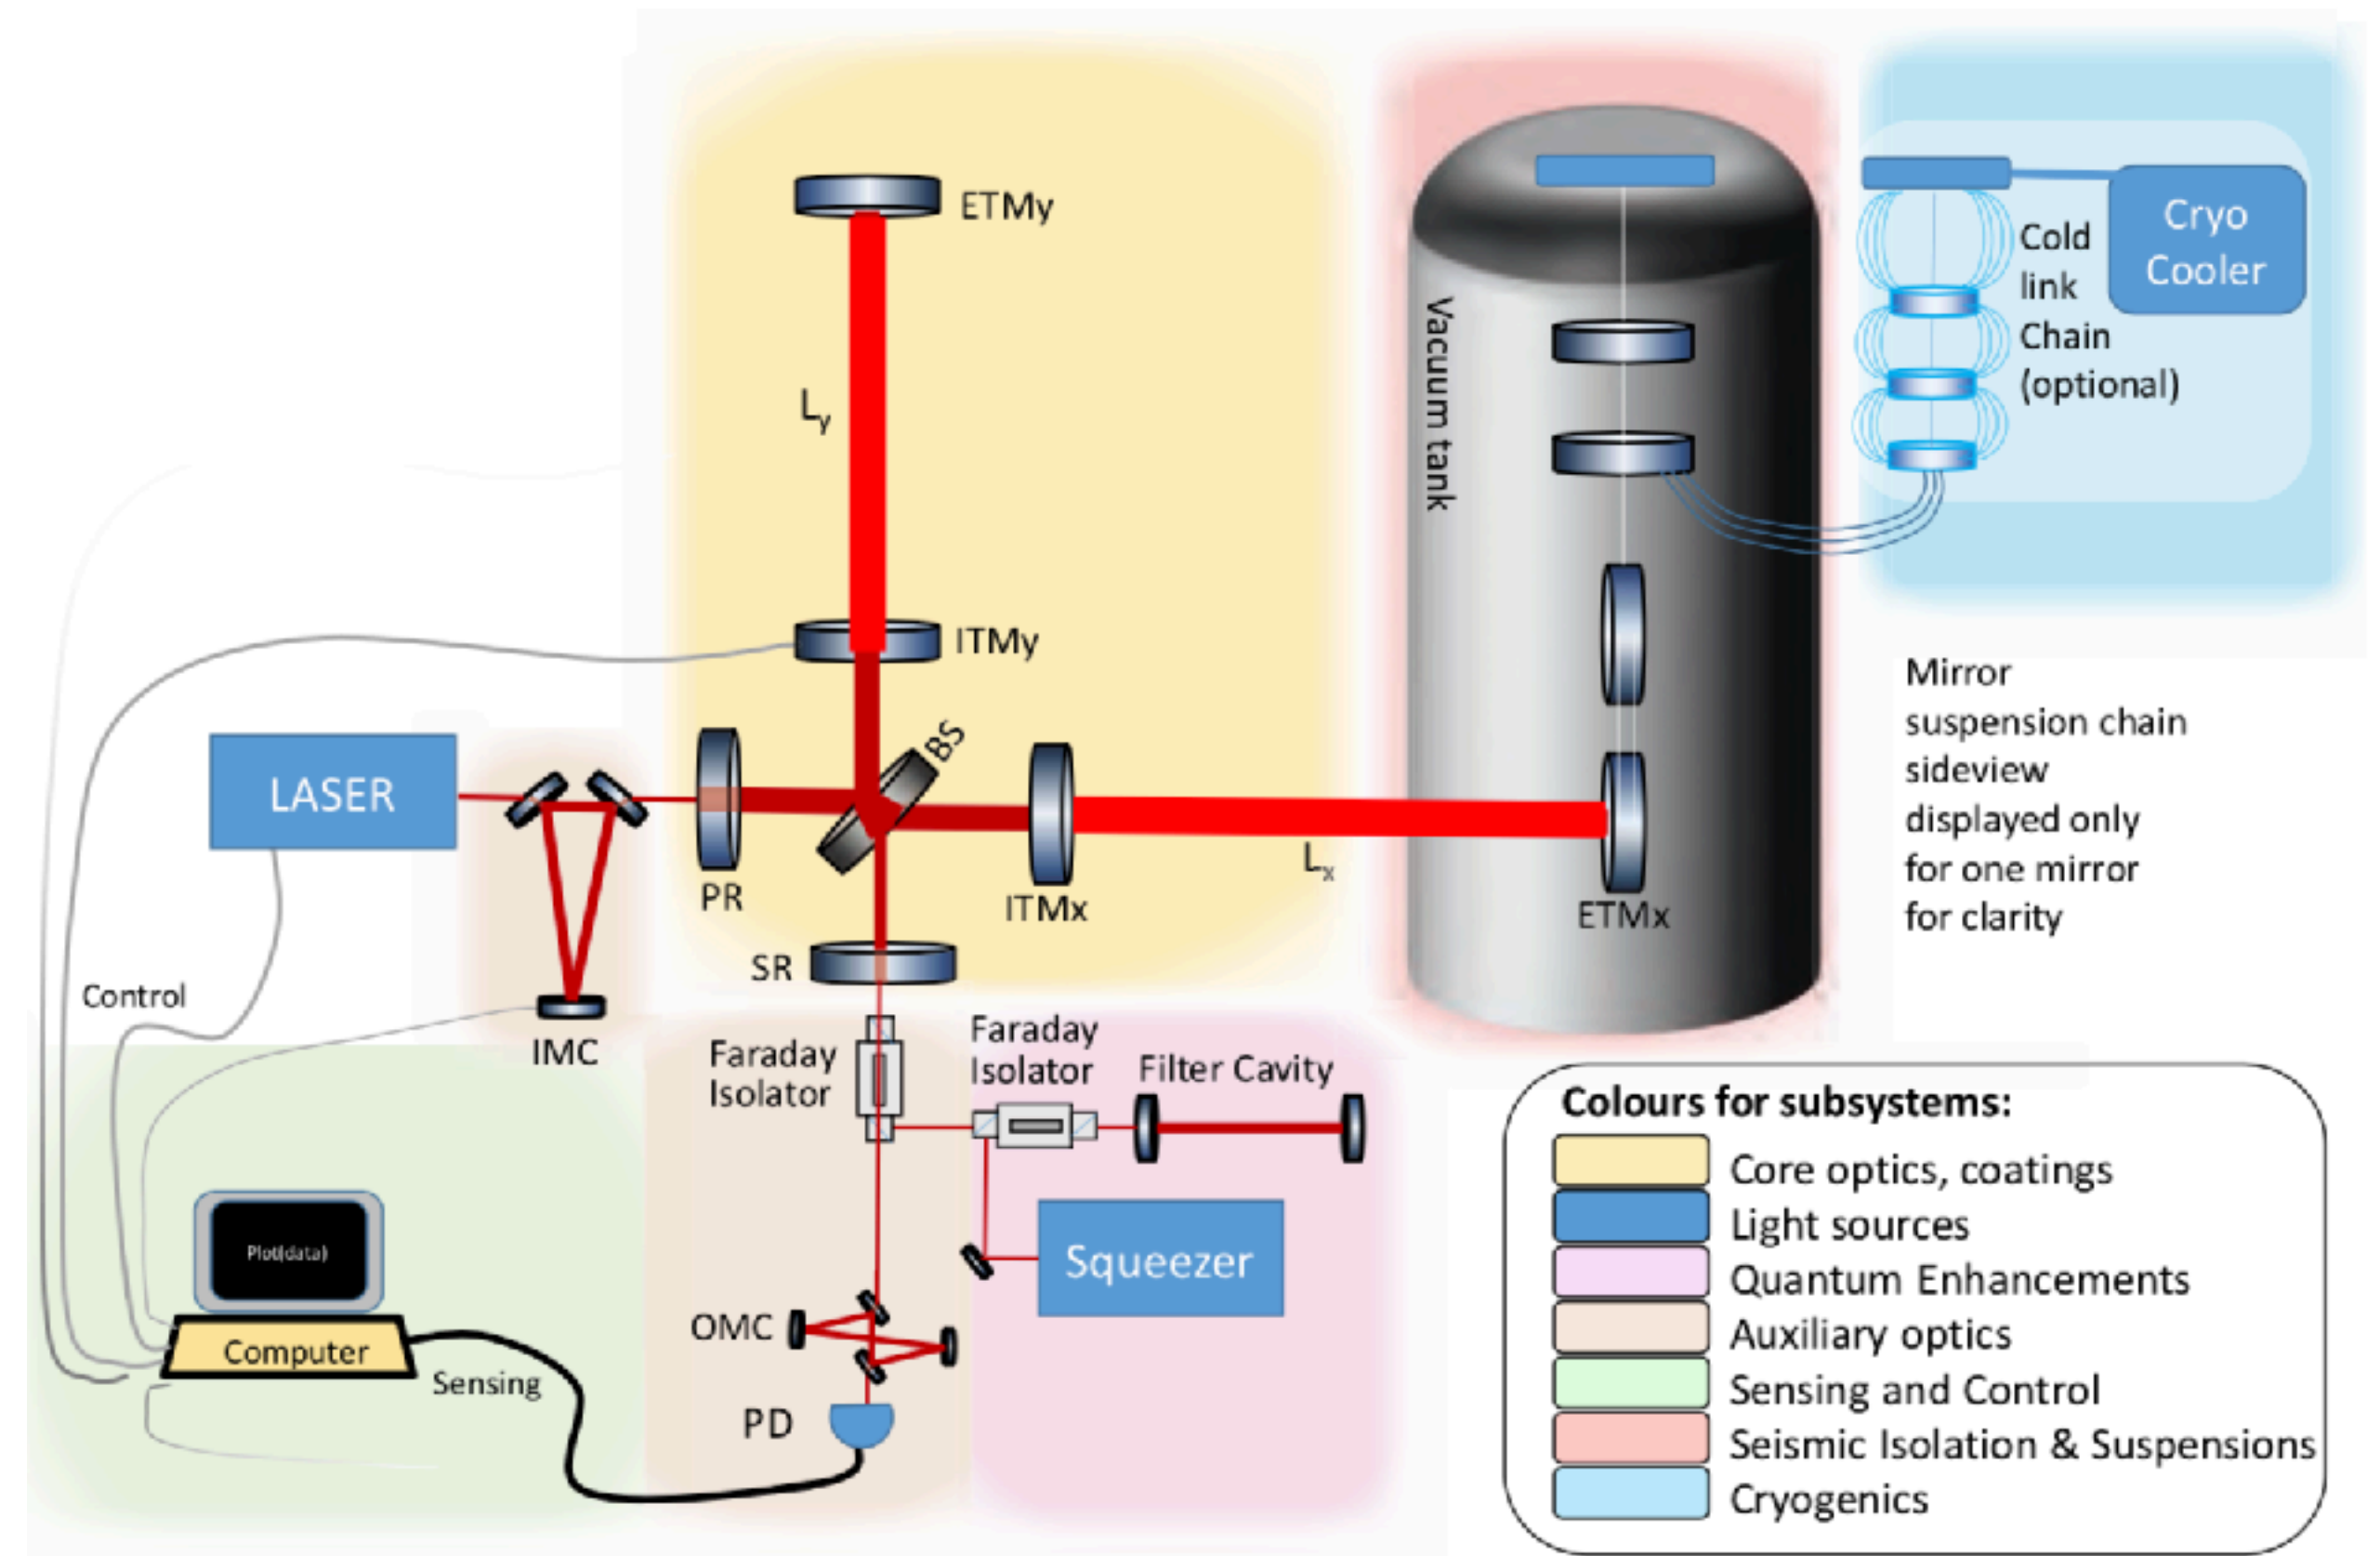 ETMy
Cryo
Cooler
Cold
link
Chain
(optional)
Vacuum tank
Ly
ITMy
Mirror
suspension chain
sideview
displayed only
for one mirror
for clarity
BS
LASER
PR
ITMx
Lx
ETMx
SR
Control
IMC
Faraday
Isolator
Faraday
Isolator
Filter Cavity
Squeezer
Plot(data)
Computer
Sensing
OMC
PD
Colours for subsystems:
Core optics, coatings
Light sources
Quantum Enhancements
Auxiliary optics
Sensing and Control
Seismic Isolation & Suspensions
Cryogenics